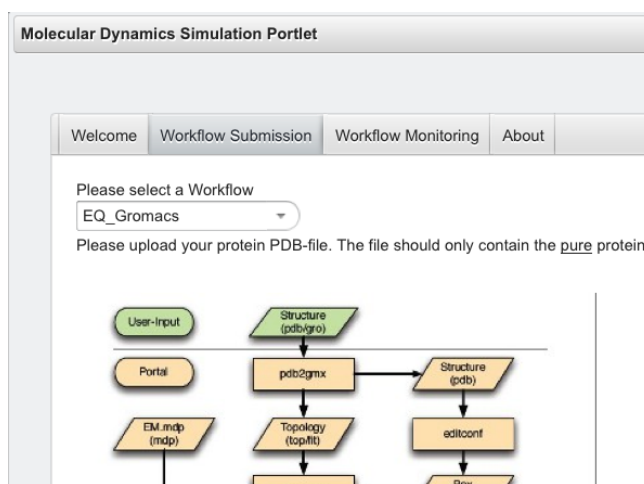 Molecular Dynamics Simulation Portlet
Welcome Workflow Submission Workflow Monitoring About
Please select a Workflow
EQ_Gromacs
Please upload your protein PDB-file. The file should only contain the pure protein
User-Input
Structure
(pdb/gro)
Portal
pdb2gmx
Structure
(pdb)
EM.mdp
(mdp)
Topology
(top/itt)
editconf
Box